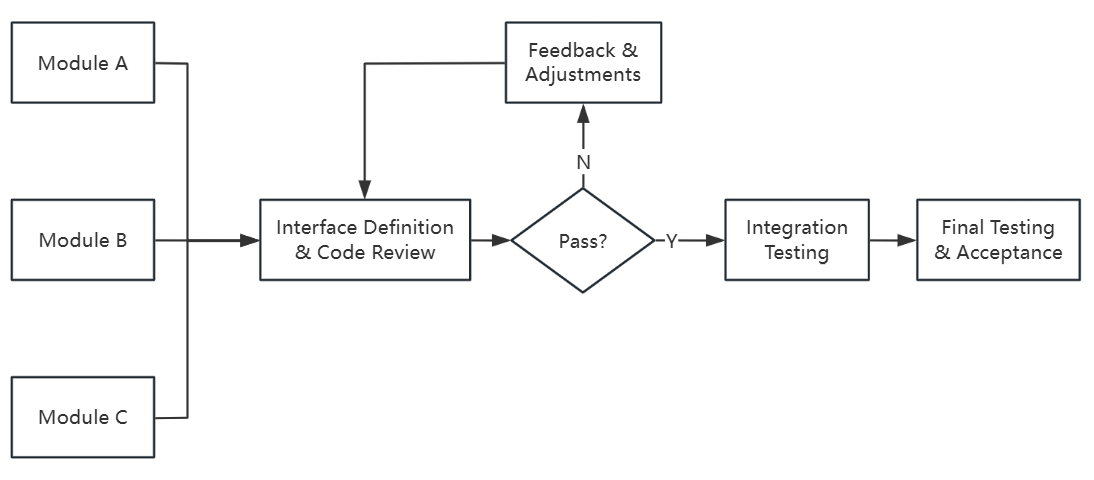 Module A
Feedback &
Adjustments
N
Module B
Interface Definition
& Code Review
Pass?
Y
Integration
Testing
Final Testing
& Acceptance
Module C